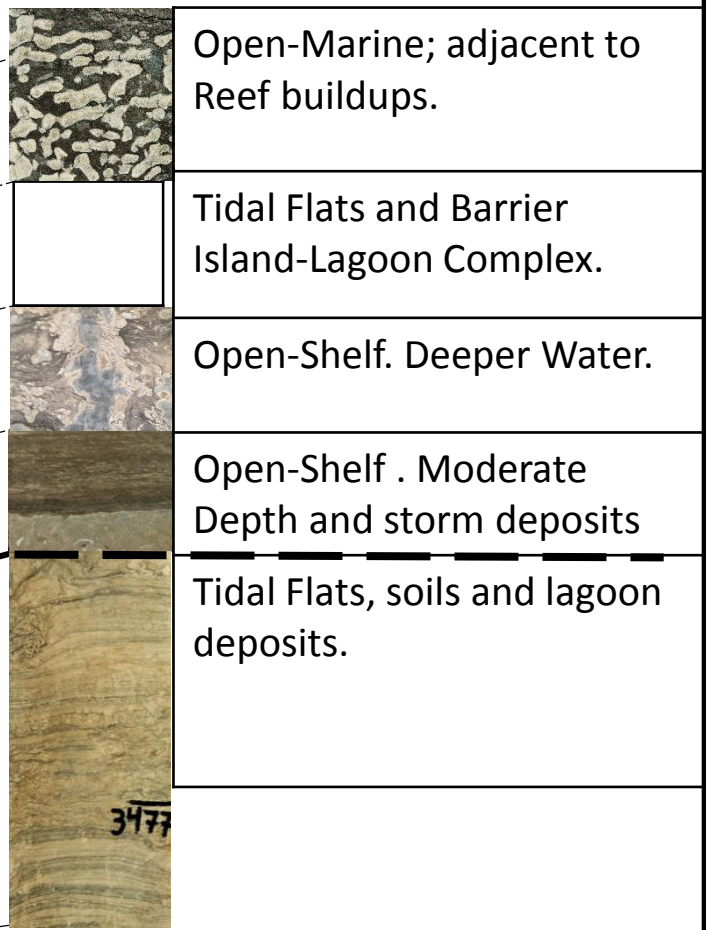 Open-Marine; adjacent to
Reef buildups.
Tidal Flats and Barrier
Island-Lagoon Complex.
Open-Shelf. Deeper Water.
Open-Shelf . Moderate
Depth and storm deposits
Tidal Flats, soils and lagoon
deposits.
3477